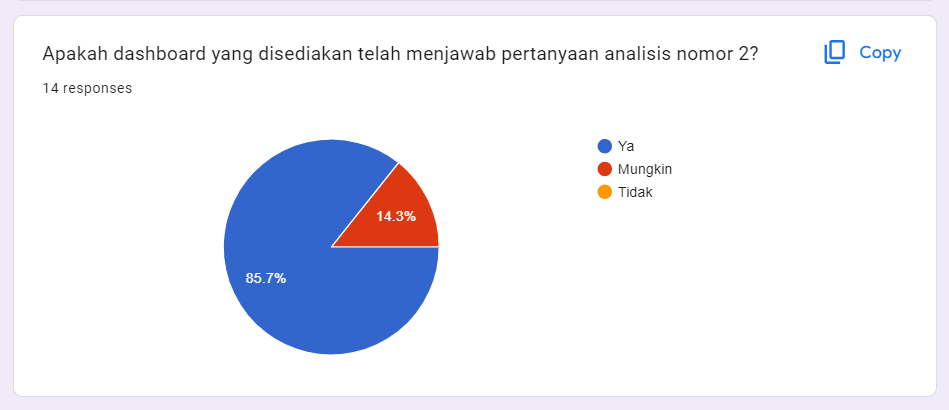 Apakah dashboard yang disediakan telah menjawab pertanyaan analisis nomor 2?
Copy
14 responses
Ya
Mungkin
Tidak
14.3%
85.7%